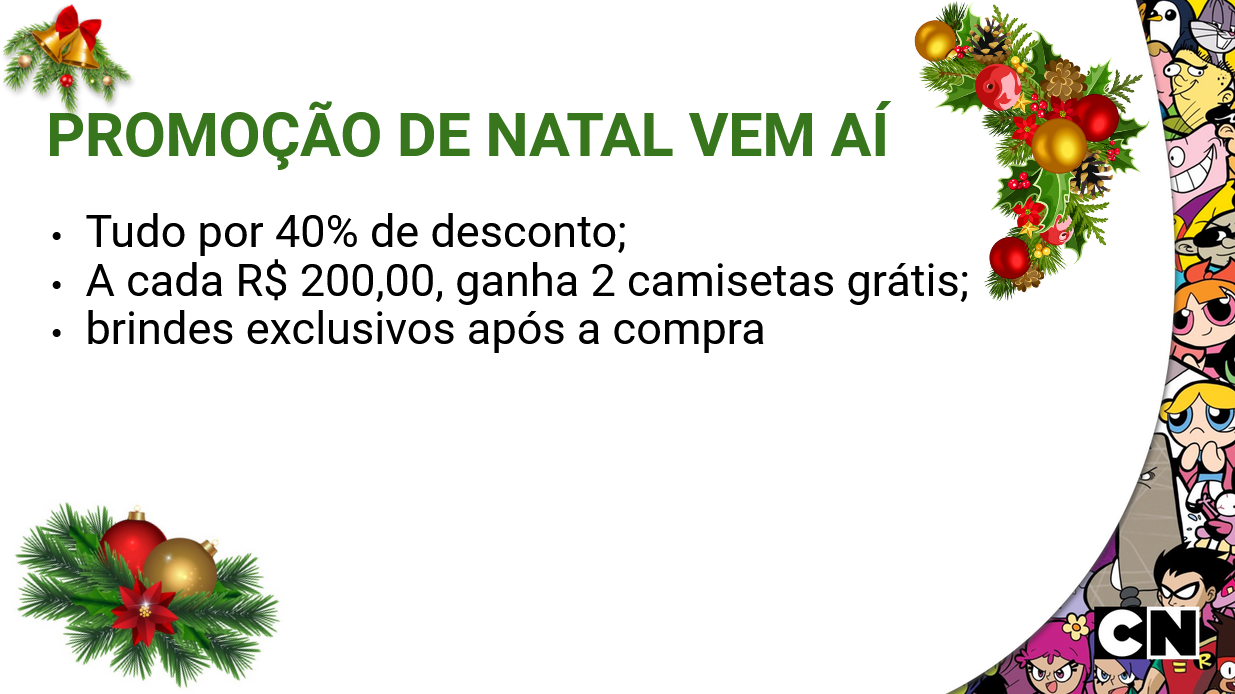 PROMOÇÃO DE NATAL VEM AÍ
• Tudo por 40% de desconto;
• A cada R$ 200,00, ganha 2 camisetas grátis;
• brindes exclusivos após a compra
CN
R